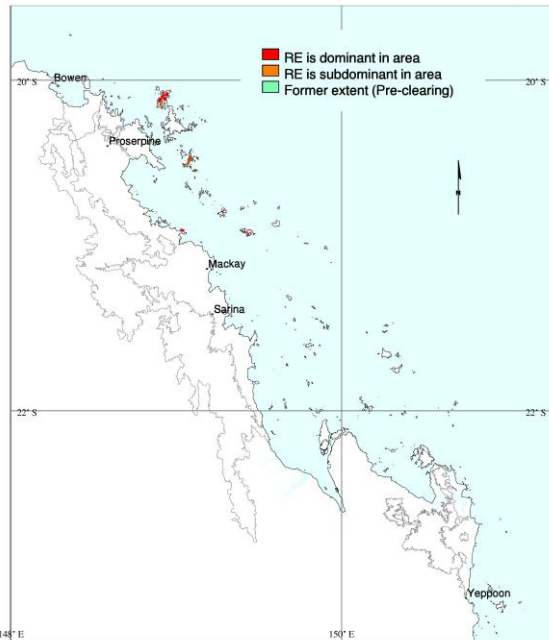 RE is dominant in area
RE is subdominant in area
Former extent (Pre-clearing)
20° S
20° S
Bowen
Proserpine
N
Mackay
Sarina
22° S
22° S
Yeppoon
148° E
150° E